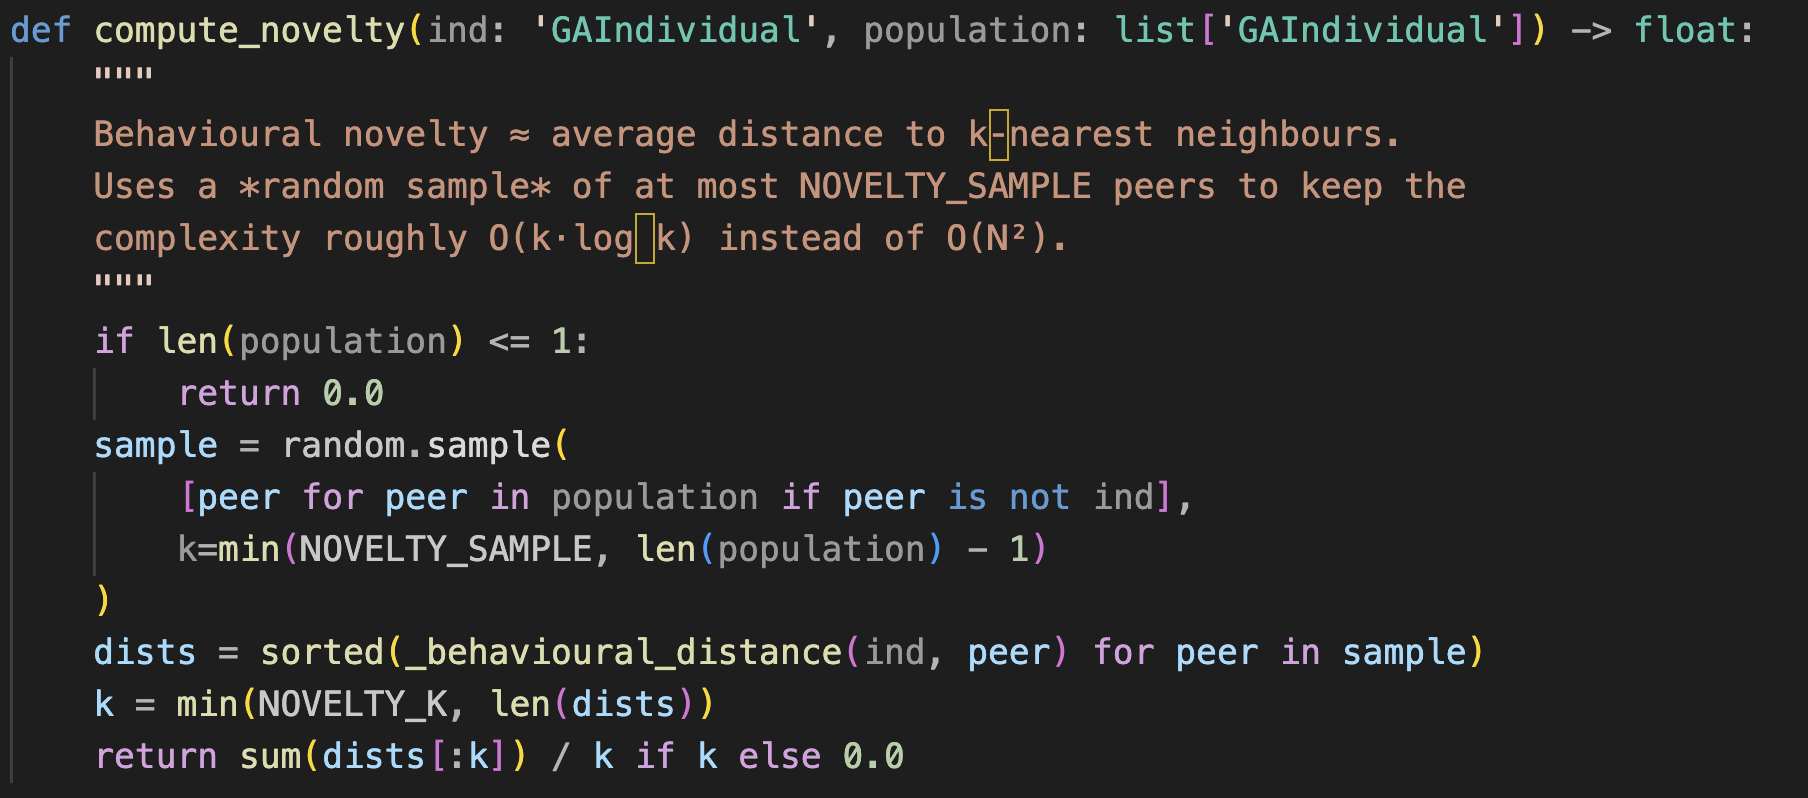 def compute_novelty(ind: 'GAIndividual', population: list['GAIndividual']) -> float:
    """
    Behavioural novelty ≈ average distance to k‑nearest neighbours.
    Uses a *random sample* of at most NOVELTY_SAMPLE peers to keep the
    complexity roughly O(k·log k) instead of O(N²).
    """
    if len(population) <= 1:
        return 0.0
    sample = random.sample(
        [peer for peer in population if peer is not ind],
        k=min(NOVELTY_SAMPLE, len(population) - 1)
    )
    dists = sorted(_behavioural_distance(ind, peer) for peer in sample)
    k = min(NOVELTY_K, len(dists))
    return sum(dists[:k]) / k if k else 0.0